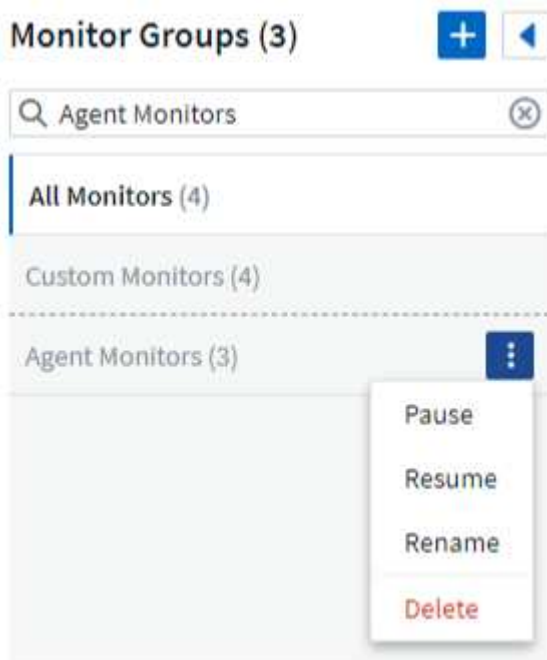 Monitor Groups (3)
Agent Monitors
All Monitors (4)
Custom Monitors (4)
Agent Monitors (3)
Pause
Resume
Rename
Delete